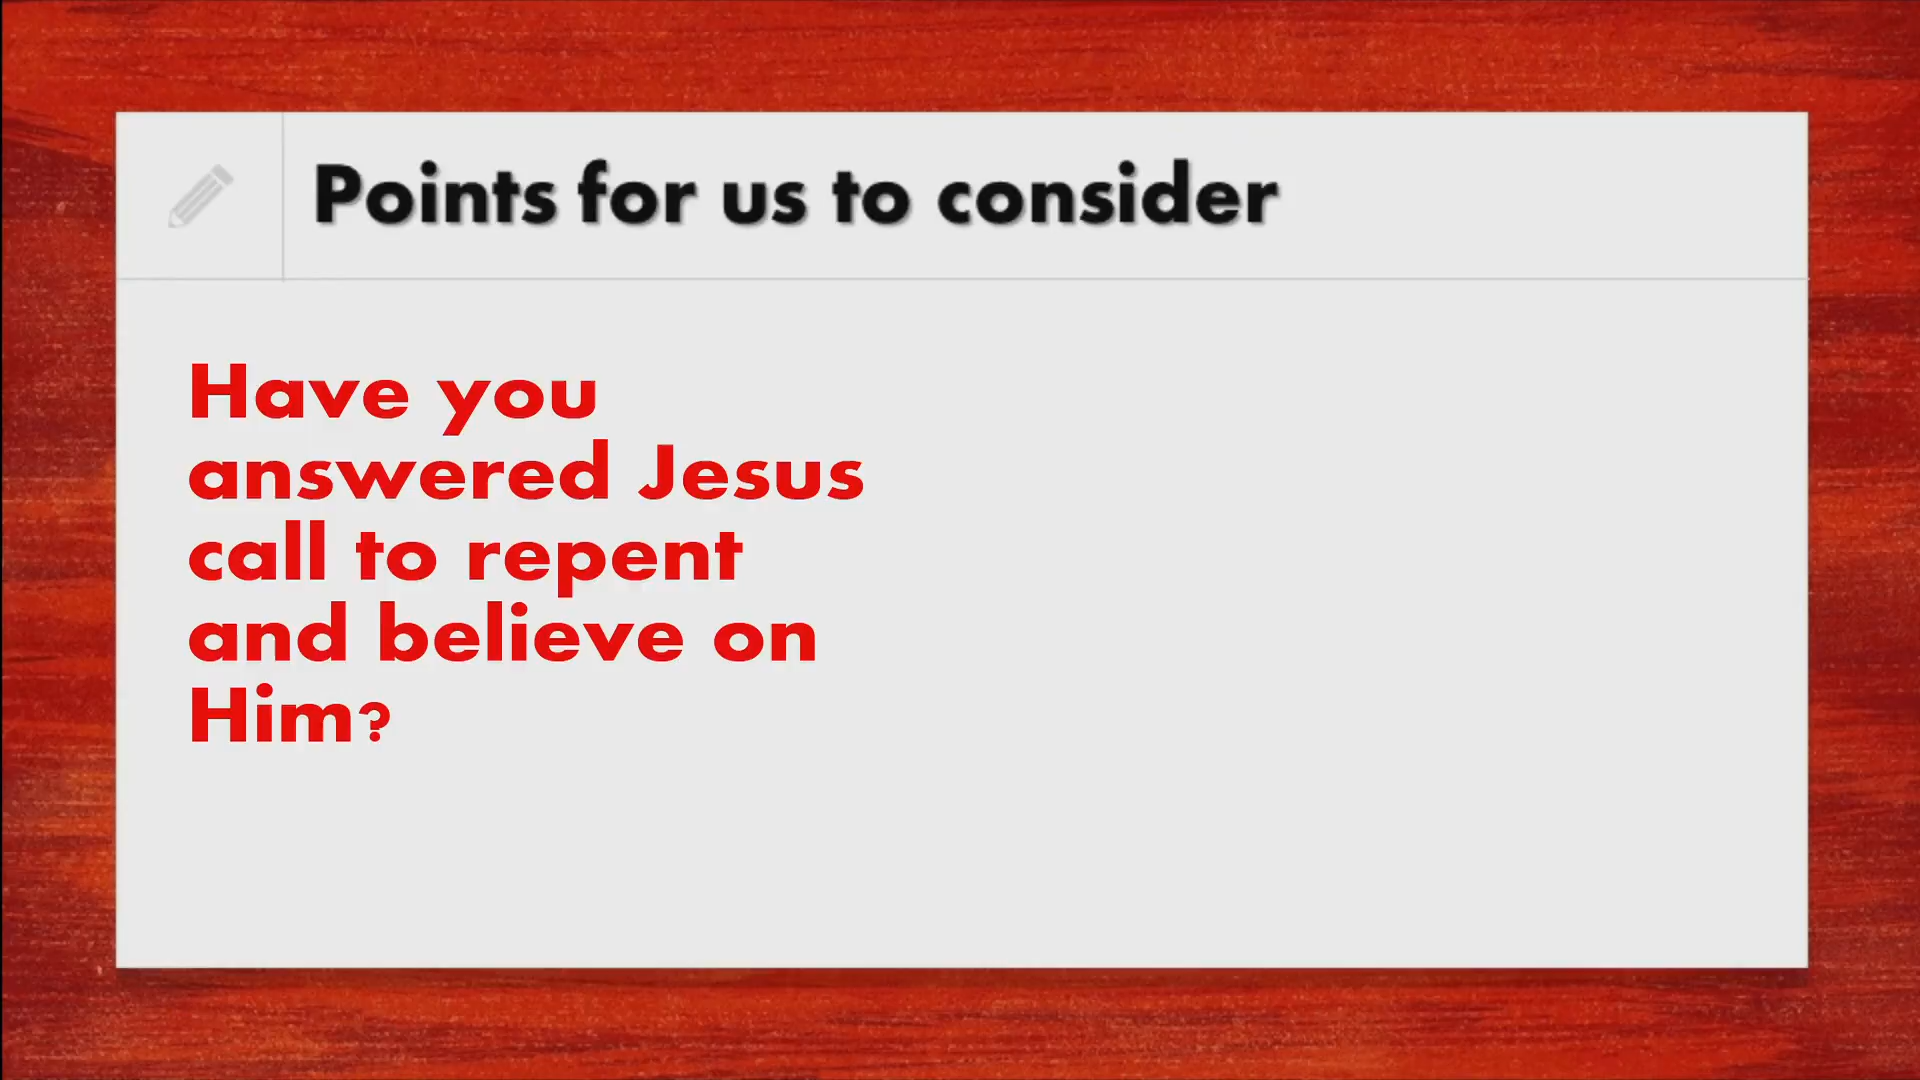 Points for us to consider
Have you
answered Jesus
call to repent
and believe on
Him?